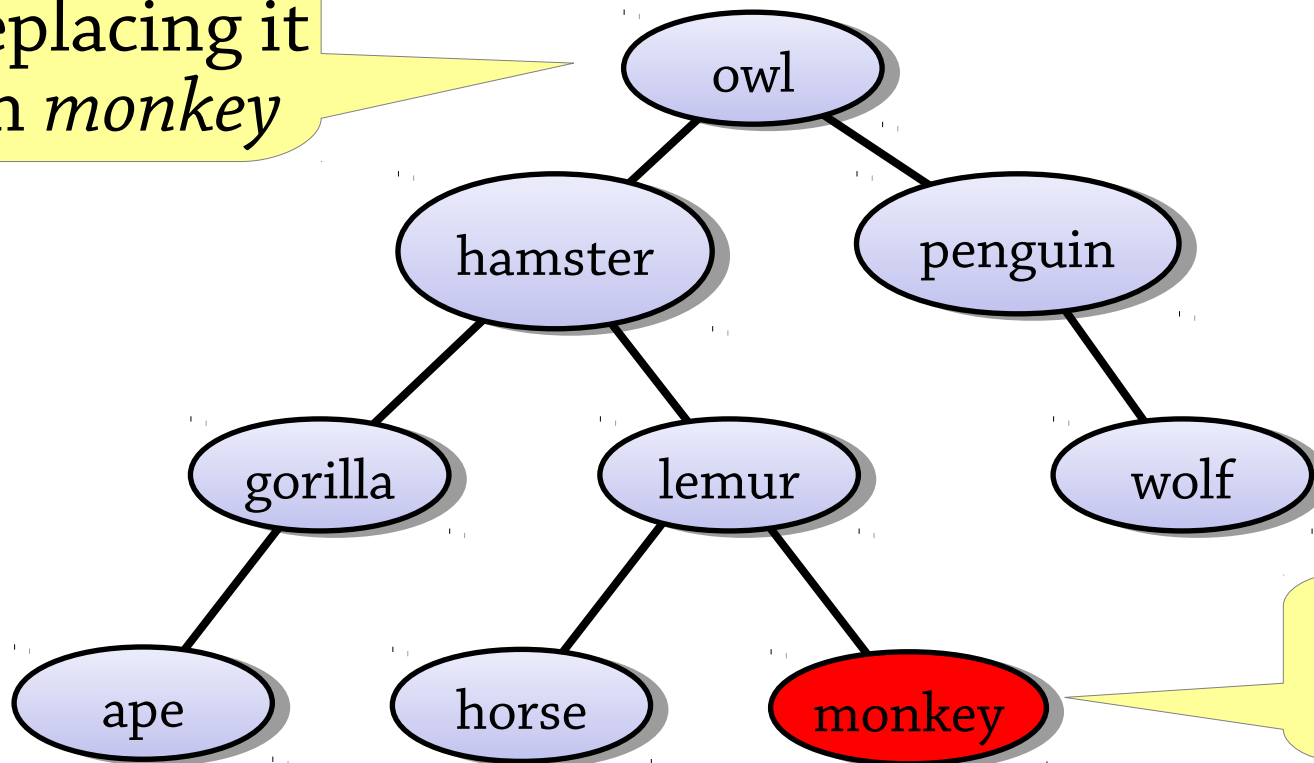 eplacing it
n monkey
owl
hamster
penguin
gorilla
lemur
wolf
ape
horse
monkey